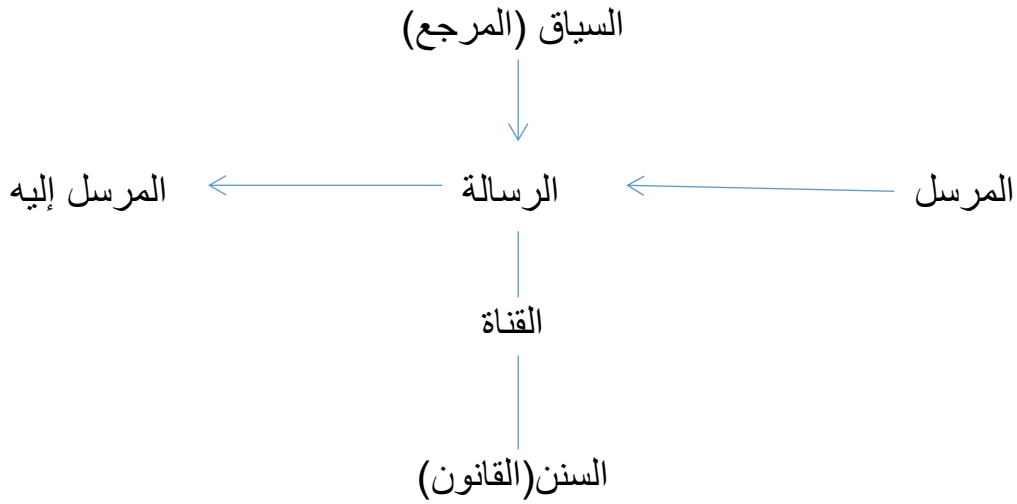 السياق (المرجع)
المرسل الرسالة المرسل إليه
القناة
السنن(القانون)